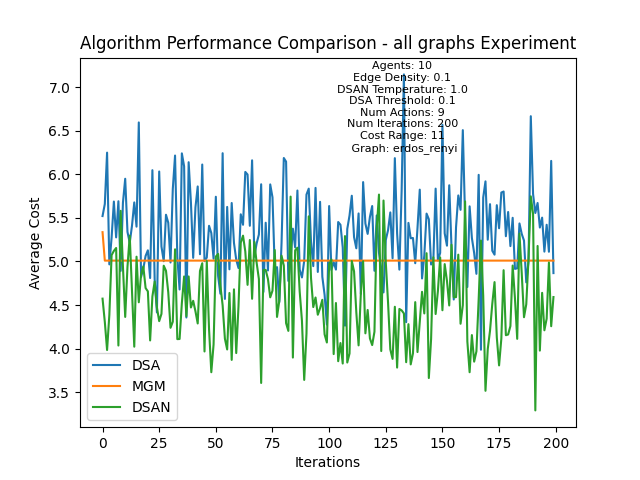 Algorithm Performance Comparison - all graphs Experiment
Agents: 10
Edge Density: 0.1
DSAN Temperature: 1.0
DSA Threshold: 0.1
Num Actions: 9
Num Iterations: 200
Cost Range: 11
Graph: erdos_renyi
Average Cost
7.0
6.5
6.0
5.5
5.0
4.5
4.0
3.5
DSA
MGM
DSAN
0 25 50 75 100 125 150 175 200
Iterations